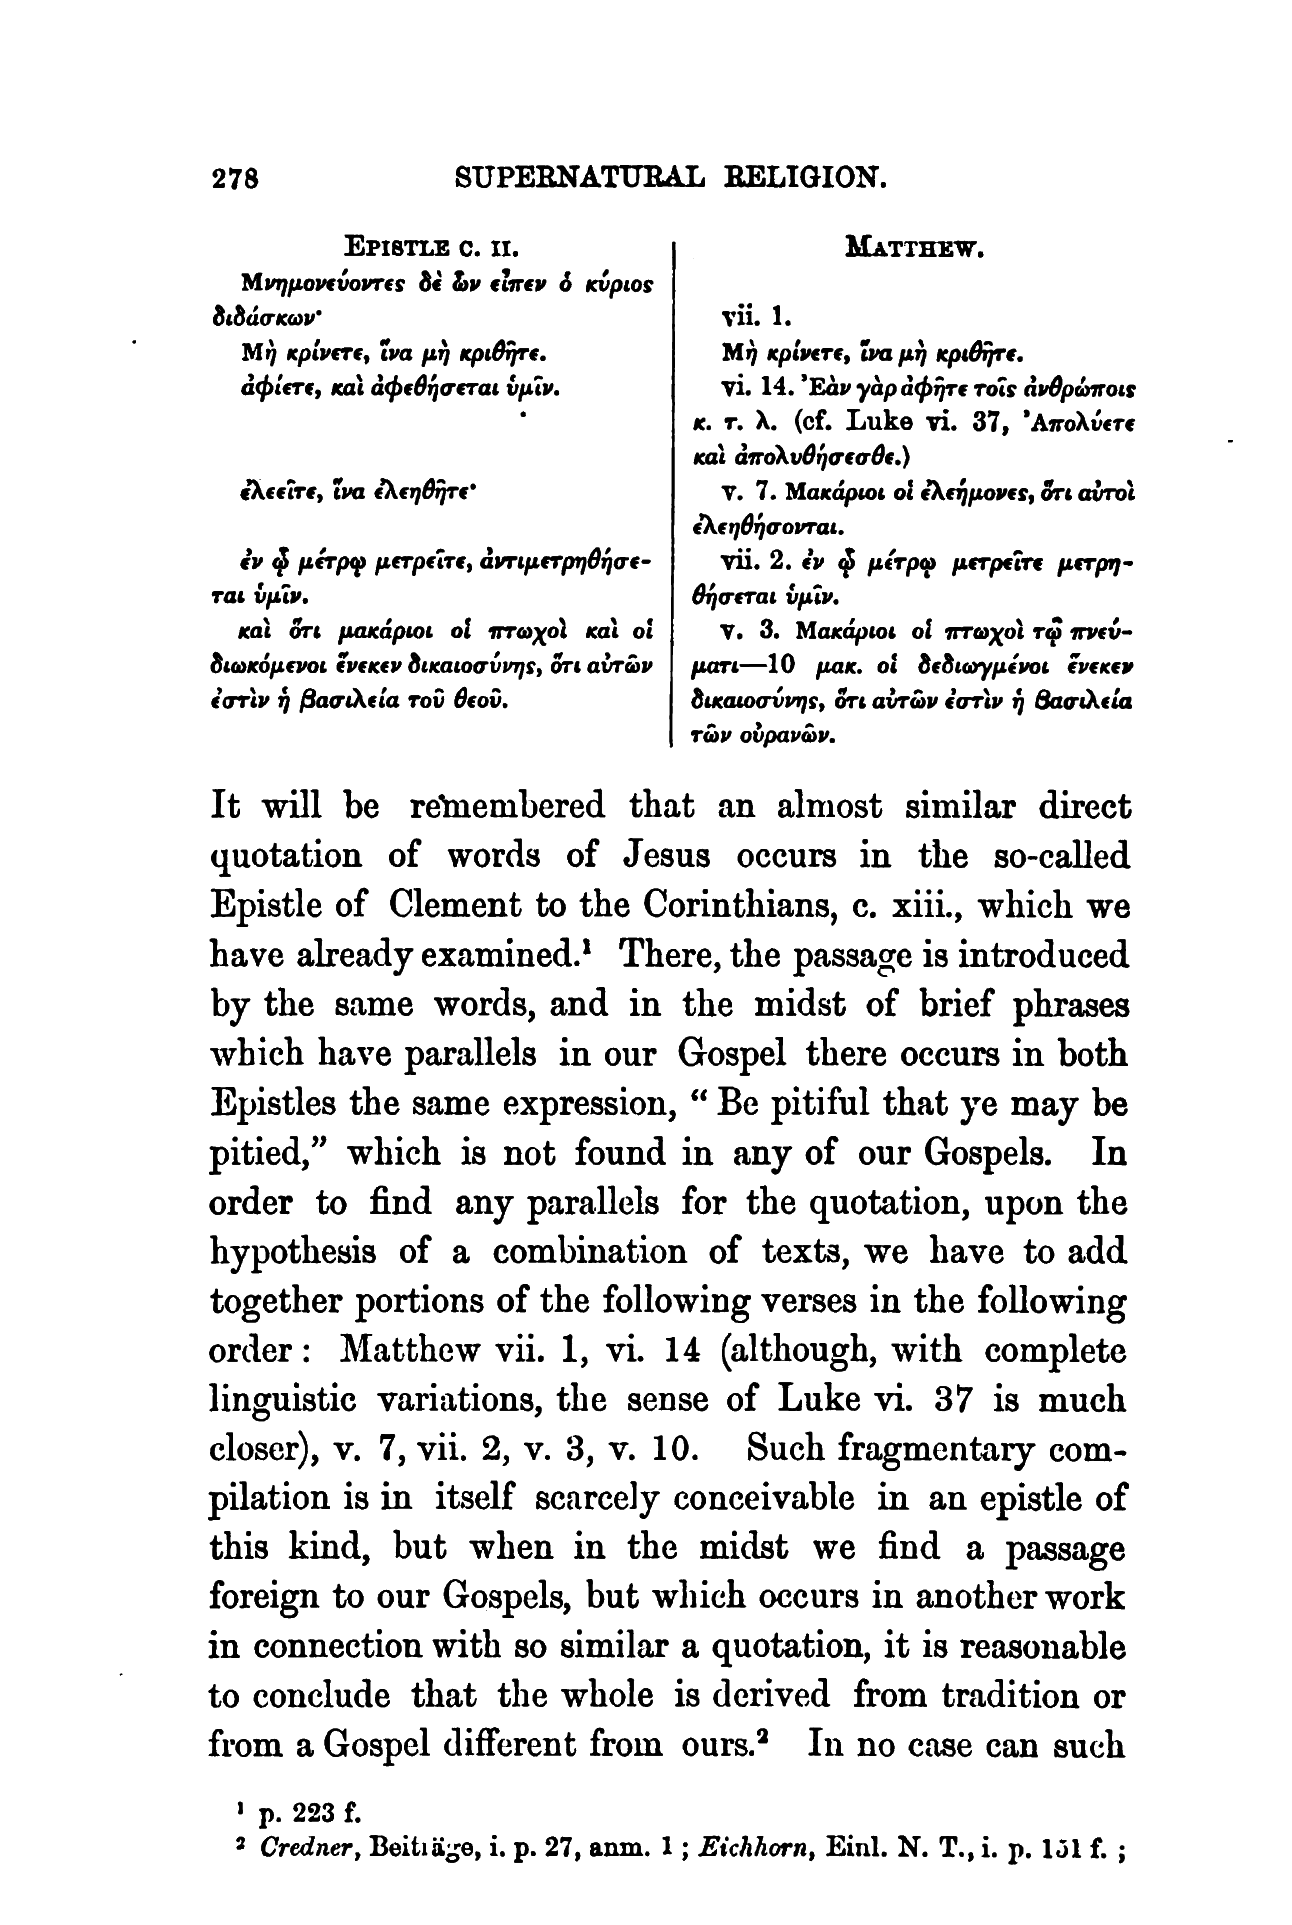 278 SUPERNATURAL RELIGION.
EPISTLE C. II.
Μνημονεύοντες δὲ ὧν εἶπεν ὁ κύριος
διδάσκων·
Μὴ κρίνετε, ἵνα μὴ κριθῆτε.
ἀφίετε, καὶ ἀφεθήσεται ὑμῖν.
ἐλεεῖτε, ἵνα ἐλεηθῆτε·
ἐν ᾧ μέτρῳ μετρεῖτε, ἀντιμετρηθήσε-
ται ὑμῖν.
καὶ ὅτι μακάριοι οἱ πτωχοὶ καὶ οἱ
διωκόμενοι ἕνεκεν δικαιοσύνης, ὅτι αὐτῶν
ἐστὶν ἡ βασιλεία τοῦ θεοῦ.
MATTHEW.
vii. 1.
Μὴ κρίνετε, ἵνα μὴ κριθῆτε.
vi. 14. Ἐὰν γὰρ ἀφῆτε τοῖς ἀνθρώποις
κ. τ. λ. (cf. Luke vi. 37, Ἀπολύετε
καὶ ἀπολυθήσεσθε.)
v. 7. Μακάριοι οἱ ἐλεήμονες, ὅτι αὐτοὶ
ἐλεηθήσονται.
vii. 2. ἐν ᾧ μέτρῳ μετρεῖτε μετρη-
θήσεται ὑμῖν.
v. 3. Μακάριοι οἱ πτωχοὶ τῷ πνεύ-
ματι—10 μακ. οἱ δεδιωγμένοι ἕνεκεν
δικαιοσύνης, ὅτι αὐτῶν ἐστὶν ἡ βασιλεία
τῶν οὐρανῶν.
It will be remembered that an almost similar direct
quotation of words of Jesus occurs in the so-called
Epistle of Clement to the Corinthians, c. xiii., which we
have already examined.¹ There, the passage is introduced
by the same words, and in the midst of brief phrases
which have parallels in our Gospel there occurs in both
Epistles the same expression, “ Be pitiful that ye may be
pitied,” which is not found in any of our Gospels. In
order to find any parallels for the quotation, upon the
hypothesis of a combination of texts, we have to add
together portions of the following verses in the following
order : Matthew vii. 1, vi. 14 (although, with complete
linguistic variations, the sense of Luke vi. 37 is much
closer), v. 7, vii. 2, v. 3, v. 10. Such fragmentary com-
pilation is in itself scarcely conceivable in an epistle of
this kind, but when in the midst we find a passage
foreign to our Gospels, but which occurs in another work
in connection with so similar a quotation, it is reasonable
to conclude that the whole is derived from tradition or
from a Gospel different from ours.² In no case can such
¹ p. 223 f.
² Credner, Beiträge, i. p. 27, anm. 1 ; Eichhorn, Einl. N. T., i. p. 151 f. ;